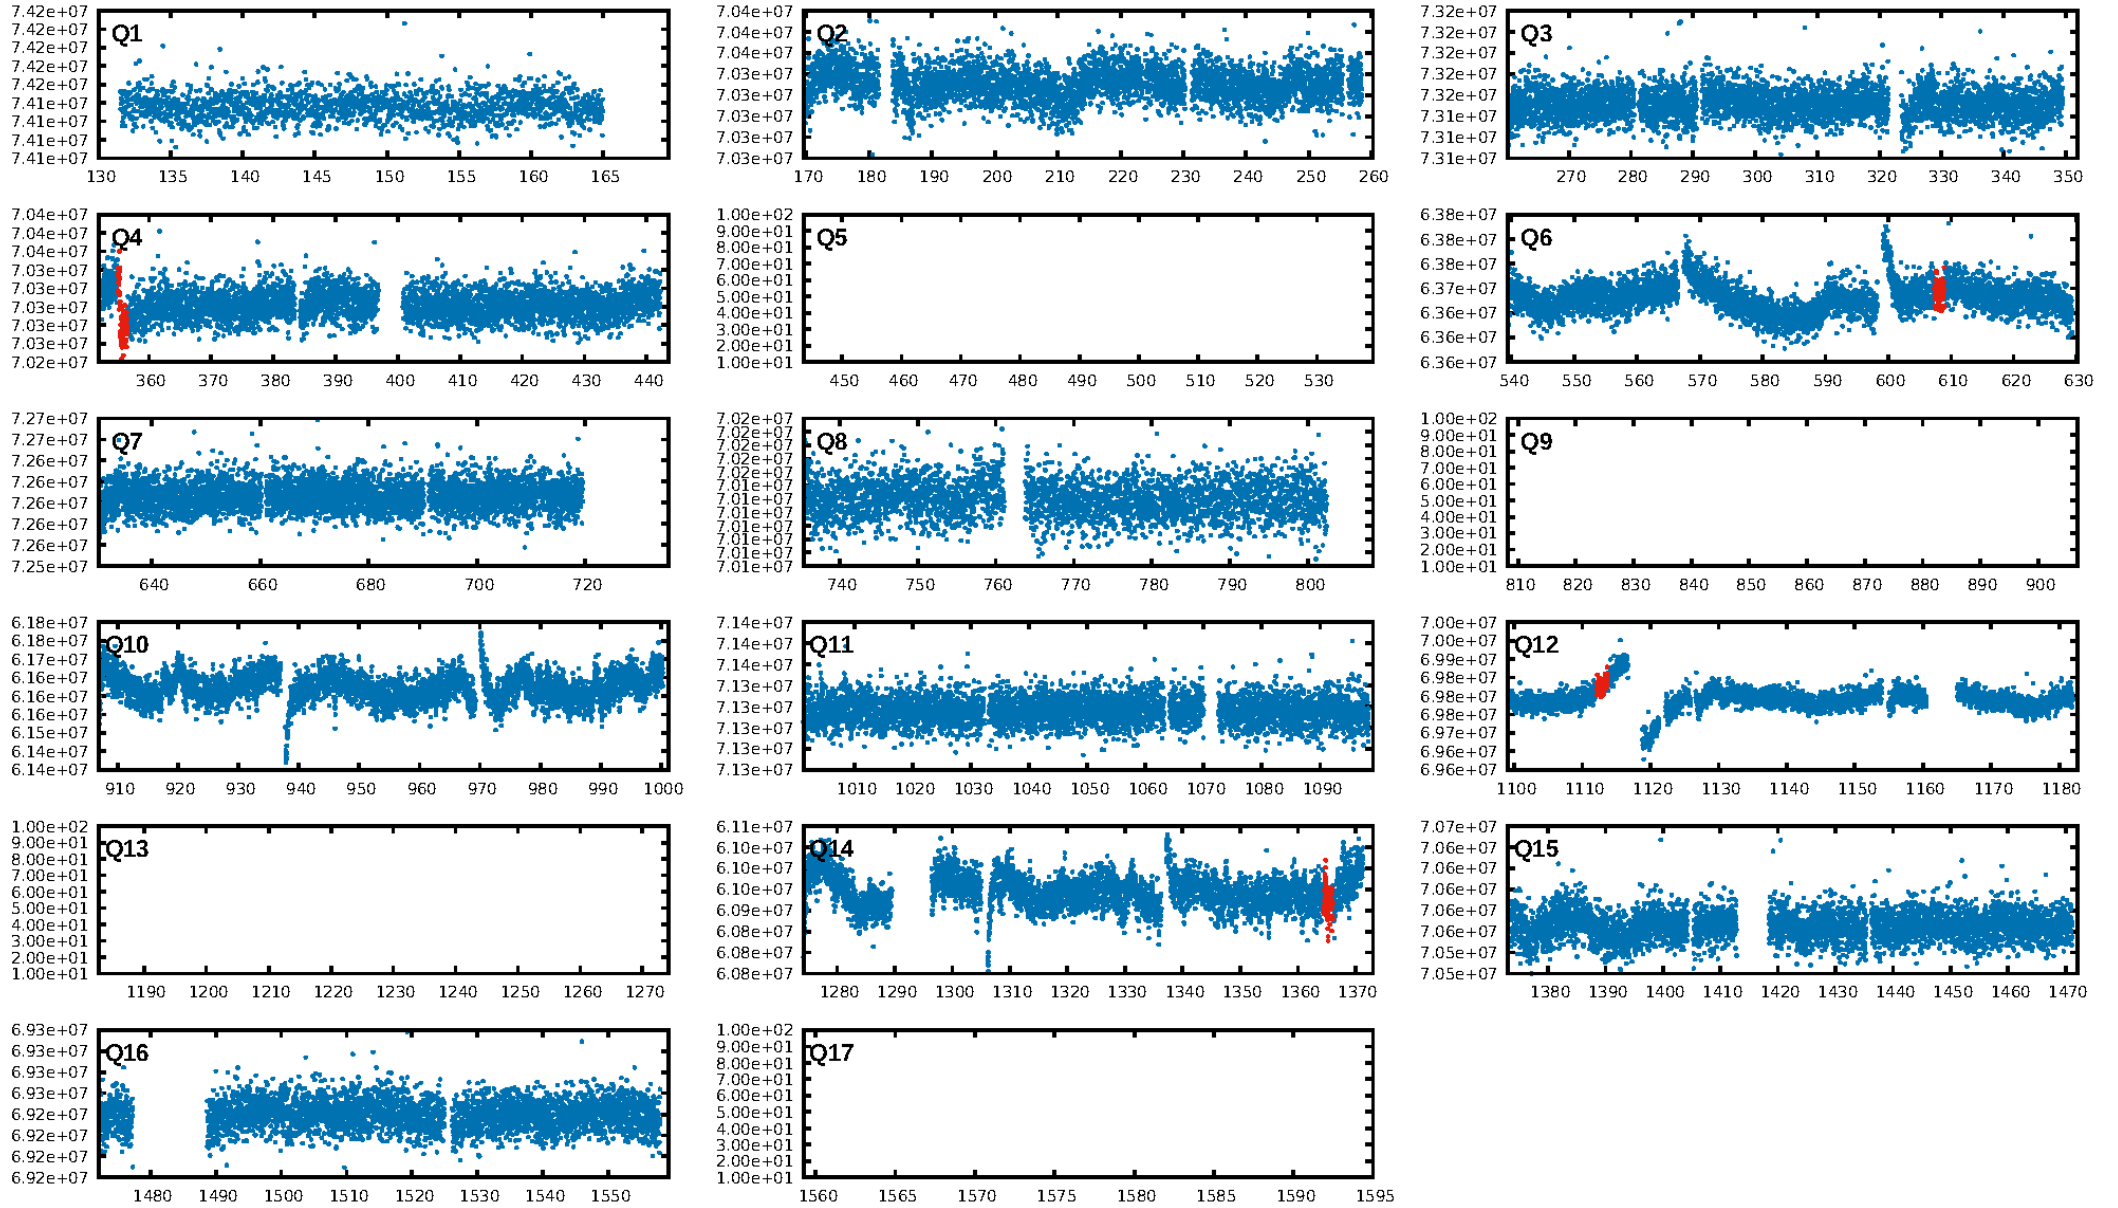 Q1
7.42e+07
7.42e+07
7.42e+07
7.42e+07
7.42e+07
7.41e+07
7.41e+07
7.41e+07
7.41e+07
130 135 140 145 150 155 160 165
Q2
7.04e+07
7.04e+07
7.04e+07
7.03e+07
7.03e+07
7.03e+07
7.03e+07
7.03e+07
170 180 190 200 210 220 230 240 250 260
Q3
7.32e+07
7.32e+07
7.32e+07
7.32e+07
7.32e+07
7.31e+07
7.31e+07
7.31e+07
270 280 290 300 310 320 330 340 350
Q4
7.04e+07
7.04e+07
7.04e+07
7.03e+07
7.03e+07
7.03e+07
7.03e+07
7.03e+07
7.02e+07
360 370 380 390 400 410 420 430 440
Q5
1.00e+02
9.00e+01
8.00e+01
7.00e+01
6.00e+01
5.00e+01
4.00e+01
3.00e+01
2.00e+01
1.00e+01
450 460 470 480 490 500 510 520 530
Q6
6.38e+07
6.38e+07
6.38e+07
6.37e+07
6.36e+07
6.36e+07
6.36e+07
540 550 560 570 580 590 600 610 620 630
Q7
7.27e+07
7.27e+07
7.26e+07
7.26e+07
7.26e+07
7.26e+07
7.26e+07
7.25e+07
640 660 680 700 720
Q8
7.02e+07
7.02e+07
7.02e+07
7.02e+07
7.02e+07
7.01e+07
7.01e+07
7.01e+07
7.01e+07
7.01e+07
7.01e+07
7.01e+07
740 750 760 770 780 790 800
Q9
1.00e+02
9.00e+01
8.00e+01
7.00e+01
6.00e+01
5.00e+01
4.00e+01
3.00e+01
2.00e+01
1.00e+01
810 820 830 840 850 860 870 880 890 900
Q10
6.18e+07
6.18e+07
6.17e+07
6.16e+07
6.16e+07
6.16e+07
6.15e+07
6.14e+07
6.14e+07
910 920 930 940 950 960 970 980 990 1000
Q11
7.14e+07
7.14e+07
7.14e+07
7.13e+07
7.13e+07
7.13e+07
7.13e+07
7.13e+07
1010 1020 1030 1040 1050 1060 1070 1080 1090
Q12
7.00e+07
7.00e+07
6.99e+07
6.98e+07
6.98e+07
6.98e+07
6.97e+07
6.96e+07
6.96e+07
1100 1110 1120 1130 1140 1150 1160 1170 1180
Q13
1.00e+02
9.00e+01
8.00e+01
7.00e+01
6.00e+01
5.00e+01
4.00e+01
3.00e+01
2.00e+01
1.00e+01
1190 1200 1210 1220 1230 1240 1250 1260 1270
Q14
6.11e+07
6.10e+07
6.10e+07
6.10e+07
6.09e+07
6.08e+07
6.08e+07
6.08e+07
1280 1290 1300 1310 1320 1330 1340 1350 1360 1370
Q15
7.07e+07
7.06e+07
7.06e+07
7.06e+07
7.06e+07
7.06e+07
7.05e+07
7.05e+07
1380 1390 1400 1410 1420 1430 1440 1450 1460 1470
Q16
6.93e+07
6.93e+07
6.93e+07
6.93e+07
6.92e+07
6.92e+07
6.92e+07
6.92e+07
1480 1490 1500 1510 1520 1530 1540 1550
Q17
1.00e+02
9.00e+01
8.00e+01
7.00e+01
6.00e+01
5.00e+01
4.00e+01
3.00e+01
2.00e+01
1.00e+01
1560 1565 1570 1575 1580 1585 1590 1595